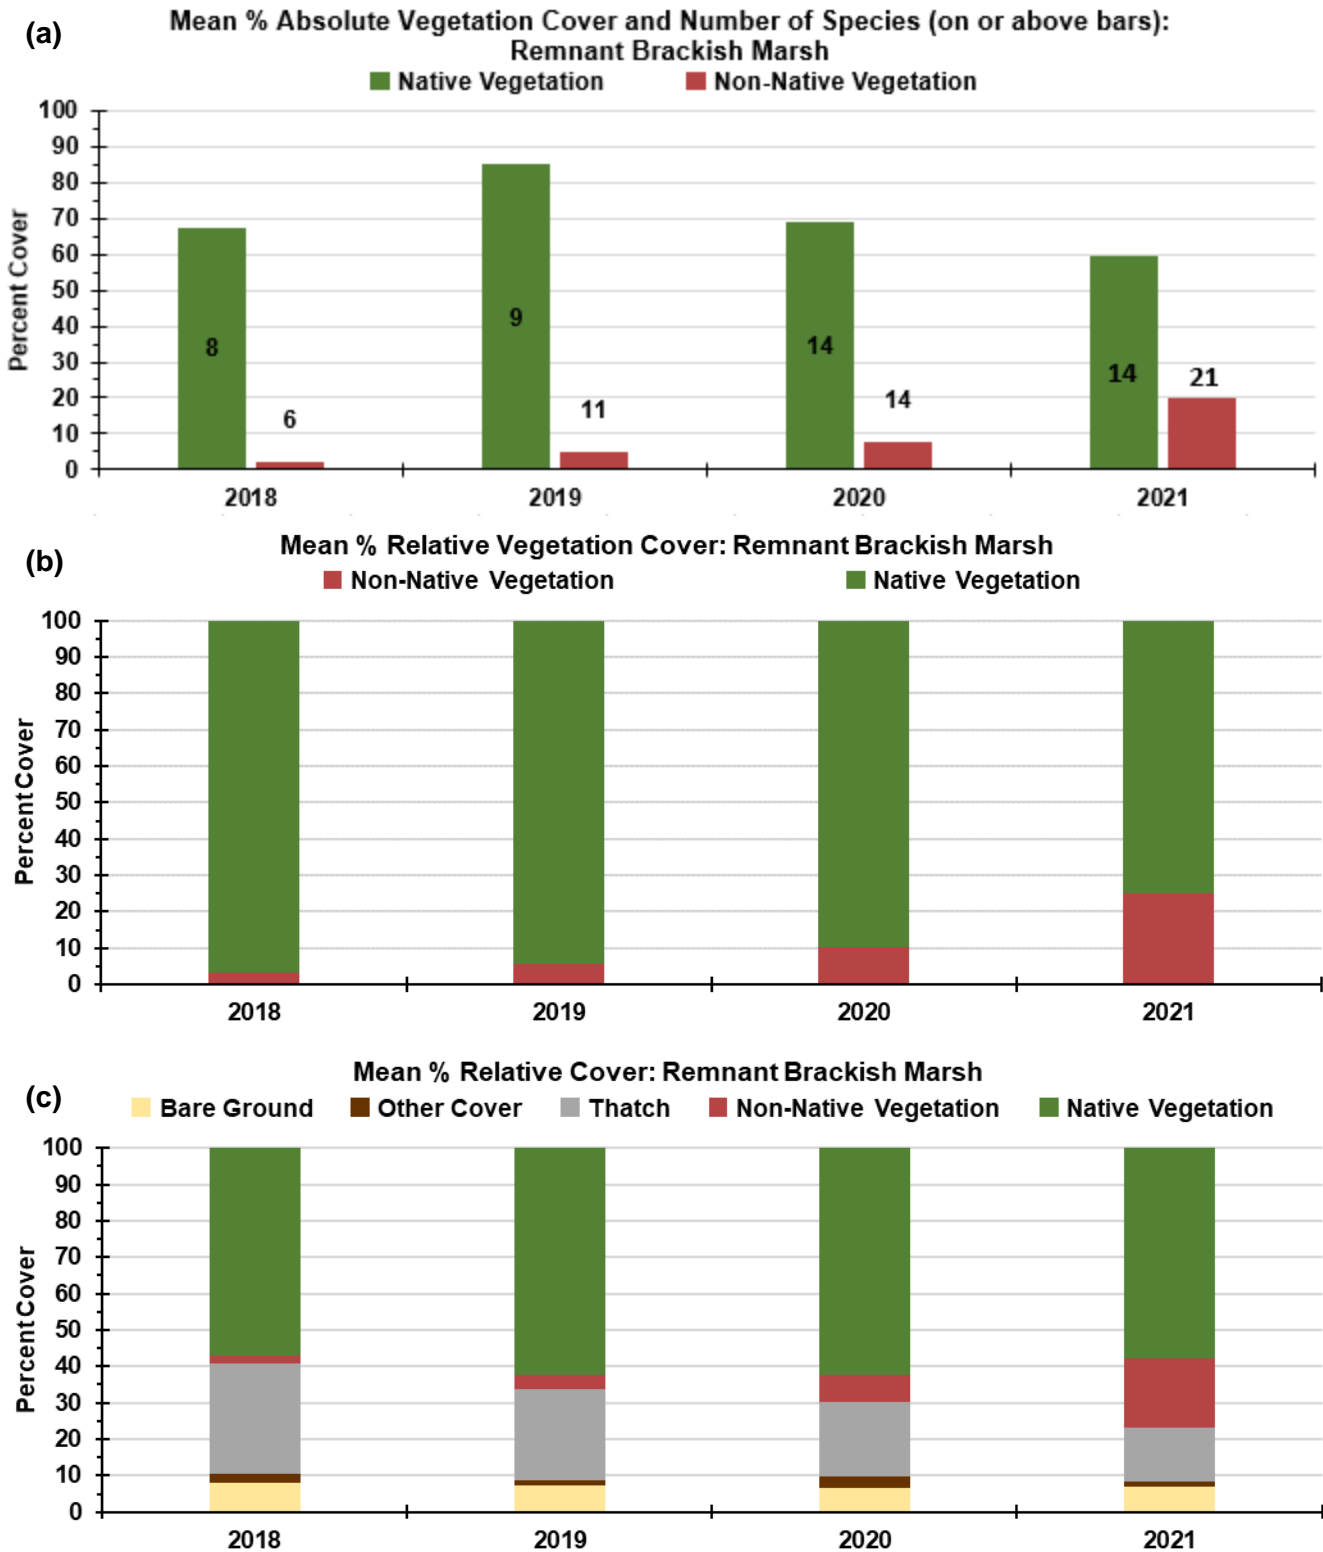 (a)
Mean % Absolute Vegetation Cover and Number of Species (on or above bars):
Remnant Brackish Marsh
Native Vegetation Non-Native Vegetation
Percent Cover
100
90
80
70
60
50
40
30
20
10
0
8
6
9
11
14
14
14
21
2018 2019 2020 2021
(b)
Mean % Relative Vegetation Cover: Remnant Brackish Marsh
Non-Native Vegetation Native Vegetation
Percent Cover
100
90
80
70
60
50
40
30
20
10
0
2018 2019 2020 2021
(c)
Mean % Relative Cover: Remnant Brackish Marsh
Bare Ground Other Cover Thatch Non-Native Vegetation Native Vegetation
Percent Cover
100
90
80
70
60
50
40
30
20
10
0
2018 2019 2020 2021